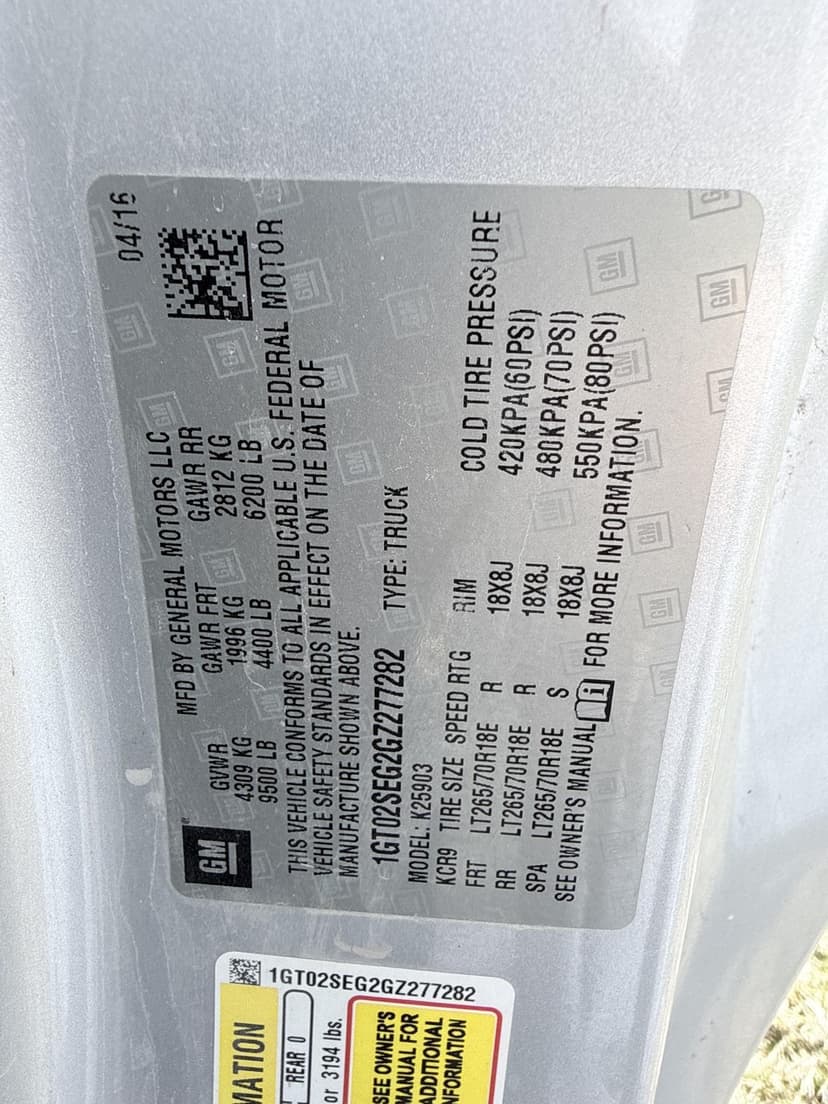 GM
04/16
MFD BY GENERAL MOTORS LLC
GVWR GAWR FRT GAWR RR
4309 KG 1996 KG 2812 KG
9500 LB 4400 LB 6200 LB
THIS VEHICLE CONFORMS TO ALL APPLICABLE U.S. FEDERAL MOTOR
VEHICLE SAFETY STANDARDS IN EFFECT ON THE DATE OF
MANUFACTURE SHOWN ABOVE.
1GT02SEG2GZ277282 TYPE: TRUCK
MODEL: K25903
KCR9 TIRE SIZE SPEED RTG RIM COLD TIRE PRESSURE
FRT LT265/70R18E R 18X8J 420KPA(60PSI)
RR LT265/70R18E R 18X8J 480KPA(70PSI)
SPA LT265/70R18E S 18X8J 550KPA(80PSI)
SEE OWNER'S MANUAL FOR MORE INFORMATION.
1GT02SEG2GZ277282
REAR 0
or 3194 lbs.
SEE OWNER'S
MANUAL FOR
ADDITIONAL